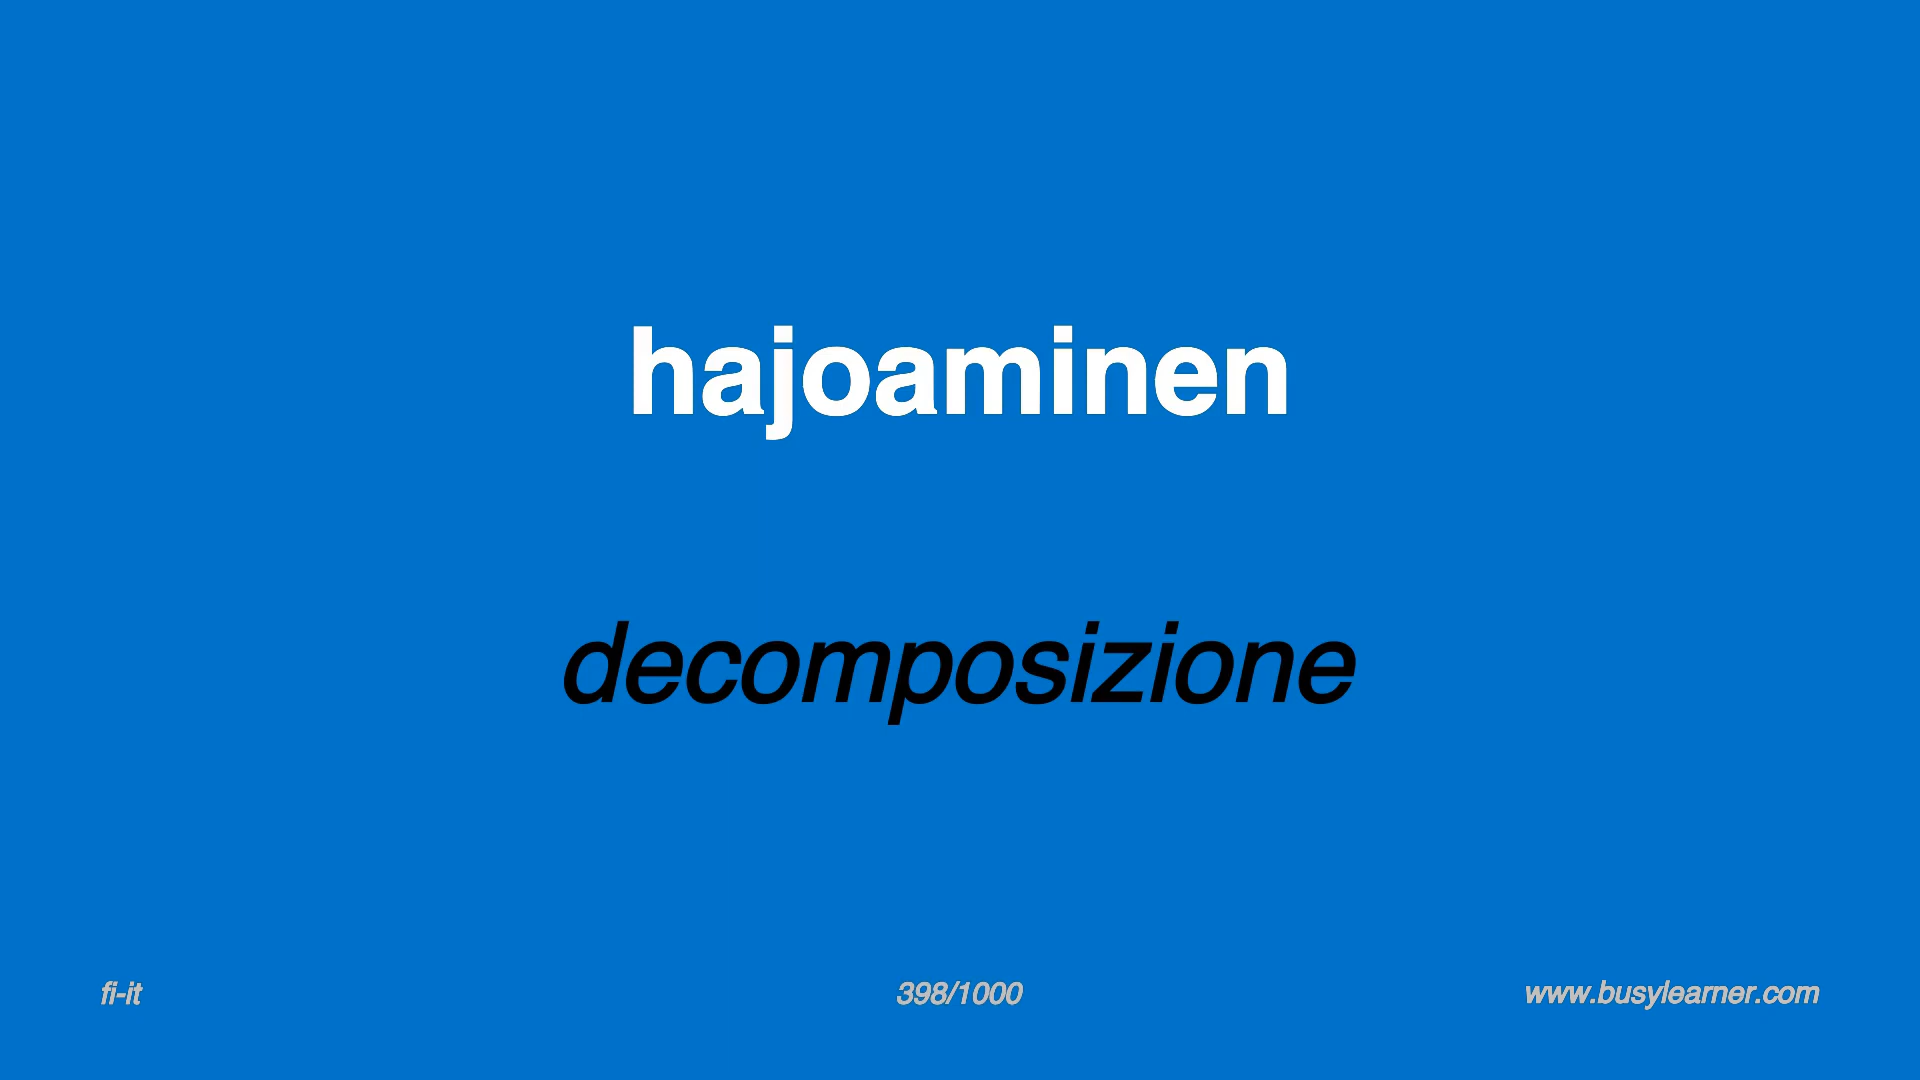 hajoaminen
decomposizione
fi-it
398/1000
www.busylearner.com